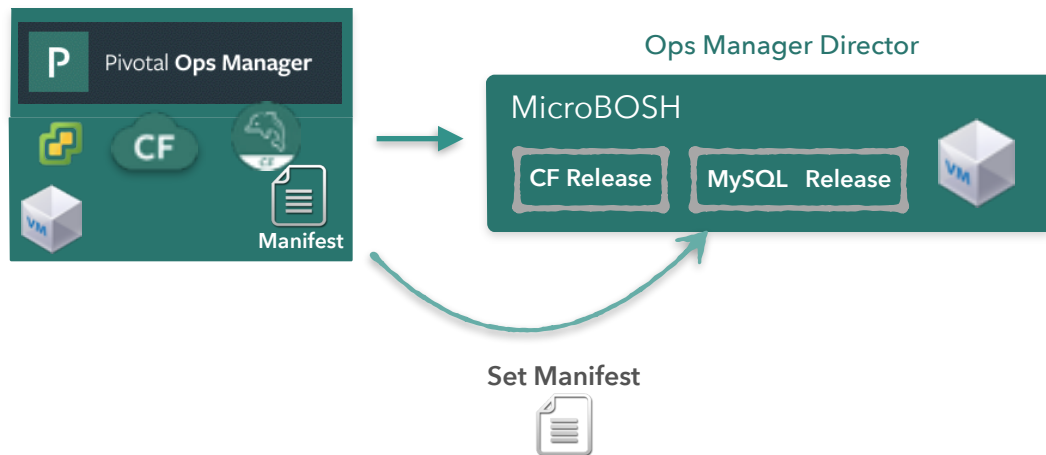 P
Pivotal Ops Manager
CF
CE
VM
Manifest
Ops Manager Director
MicroBOSH
CF Release
MySQL Release
VM
Set Manifest